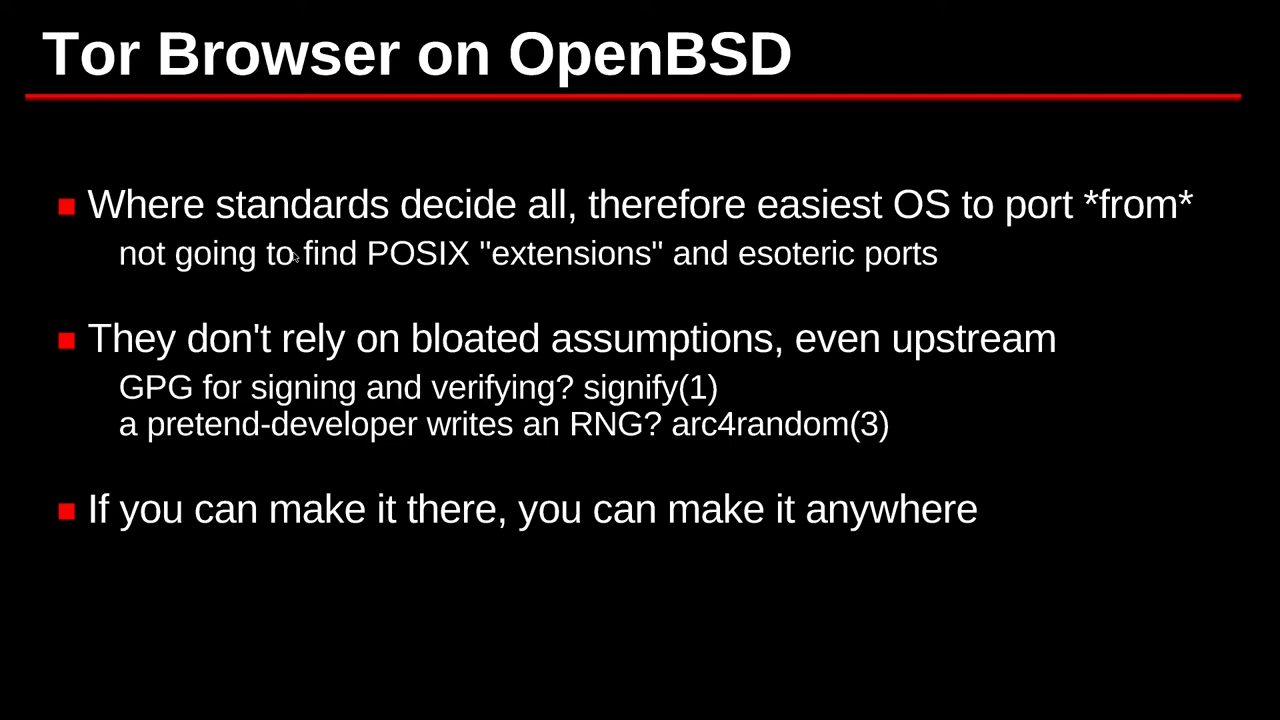 Tor Browser on OpenBSD
Where standards decide all, therefore easiest OS to port *from*
not going to find POSIX "extensions" and esoteric ports
They don't rely on bloated assumptions, even upstream
GPG for signing and verifying? signify(1)
a pretend-developer writes an RNG? arc4random(3)
If you can make it there, you can make it anywhere